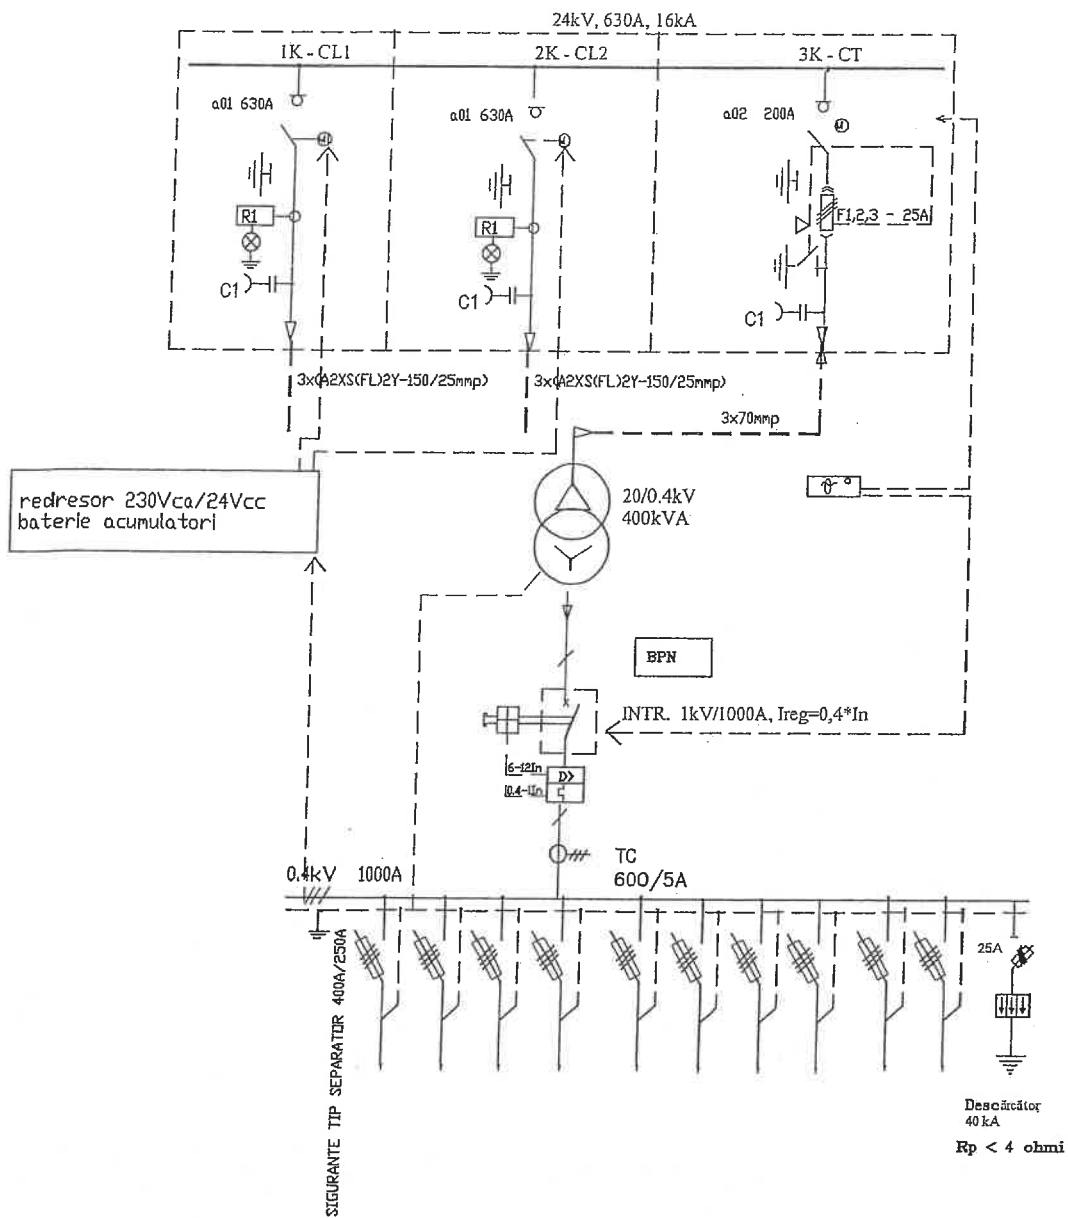 24kV, 630A, 16kA
1K - CL1
2K - CL2
3K - CT
a01 630A
a01 630A
a02 200A
M
R1
R1
F1,2,3 - 25A
C1
C1
C1
3x(A2XS(FL)2Y-150/25mmp)
3x(A2XS(FL)2Y-150/25mmp)
3x70mmp
redresor 230Vca/24Vcc
baterie acumulatori
20/0.4kV
400kVA
ϑ °
BPN
INTR. 1kV/1000A, Ireg=0,4*In
6-12In
D>
0.4-1In
TC
600/5A
0.4kV 1000A
SIGURANTE TIP SEPARATOR 400A/250A
25A
Descărcător
40 kA
Rp < 4 ohmi